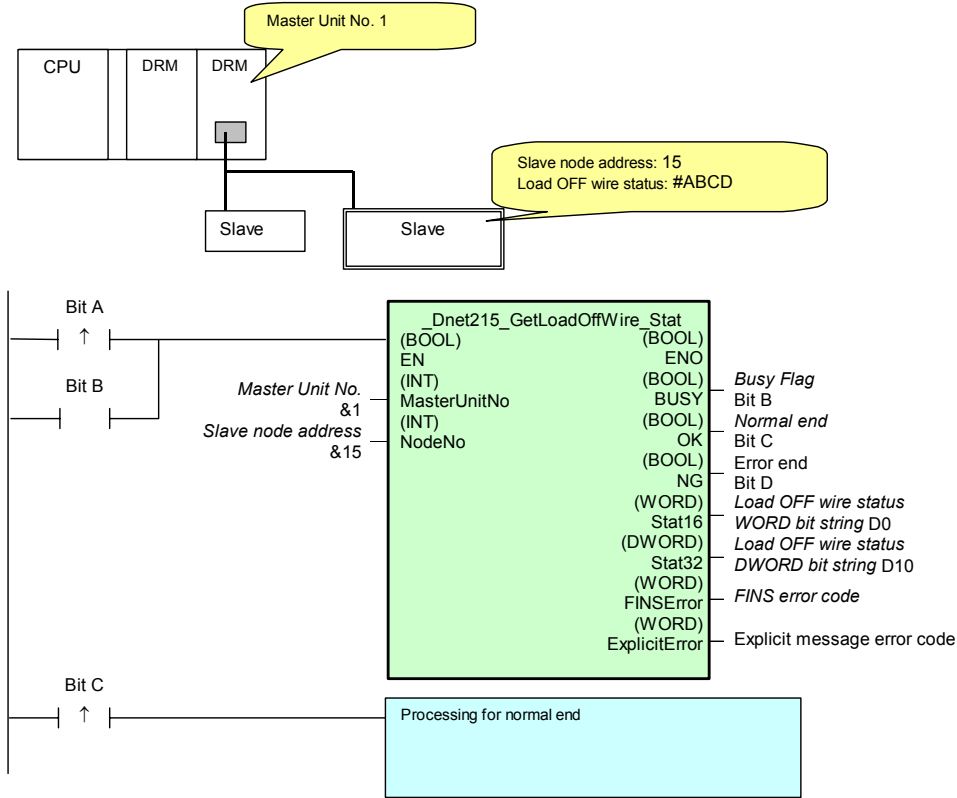 Master Unit No. 1
CPU
DRM
DRM
Slave node address: 15
Load OFF wire status: #ABCD
Slave
Slave
Bit A
↑
Bit B
Master Unit No.
&1
Slave node address
&15
_Dnet215_GetLoadOffWire_Stat
(BOOL)
EN
(INT)
MasterUnitNo
(INT)
NodeNo
(BOOL)
ENO
(BOOL)
BUSY
(BOOL)
OK
(BOOL)
NG
(WORD)
Stat16
(DWORD)
Stat32
(WORD)
FINSError
(WORD)
ExplicitError
Busy Flag
Bit B
Normal end
Bit C
Error end
Bit D
Load OFF wire status
WORD bit string D0
Load OFF wire status
DWORD bit string D10
FINS error code
Explicit message error code
Bit C
↑
Processing for normal end